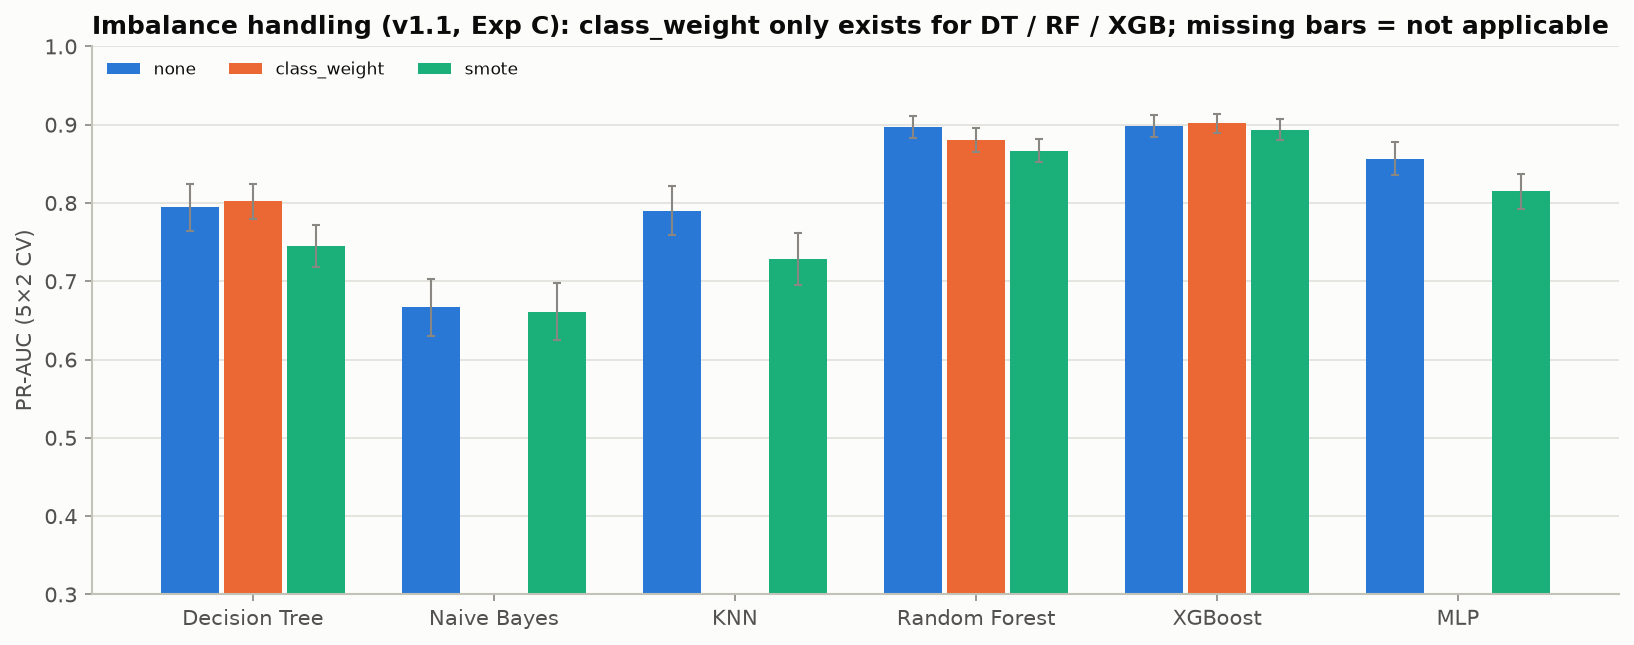 Imbalance handling (v1.1, Exp C): class_weight only exists for DT / RF / XGB; missing bars = not applicable
none class_weight smote
PR-AUC (5×2 CV)
1.0
0.9
0.8
0.7
0.6
0.5
0.4
0.3
Decision Tree Naive Bayes KNN Random Forest XGBoost MLP